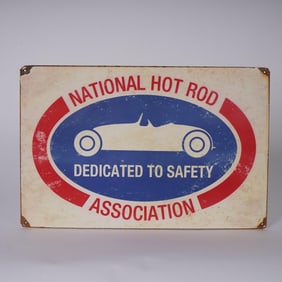 NATIONAL HOT ROD
DEDICATED TO SAFETY
ASSOCIATION